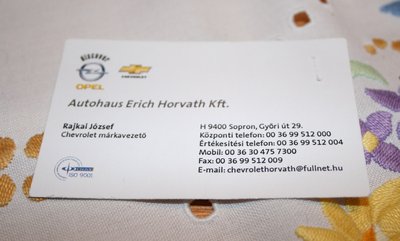 DISCOVER
OPEL
CHEVROLET
Autohaus Erich Horvath Kft.
Rajkai József
Chevrolet márkavezető
ISO 9001
H 9400 Sopron, Győri út 29.
Központi telefon: 00 36 99 512 000
Értékesítési telefon: 00 36 99 512 004
Mobil: 00 36 30 475 7300
Fax: 00 36 99 512 009
E-mail: chevrolethorvath@fullnet.hu